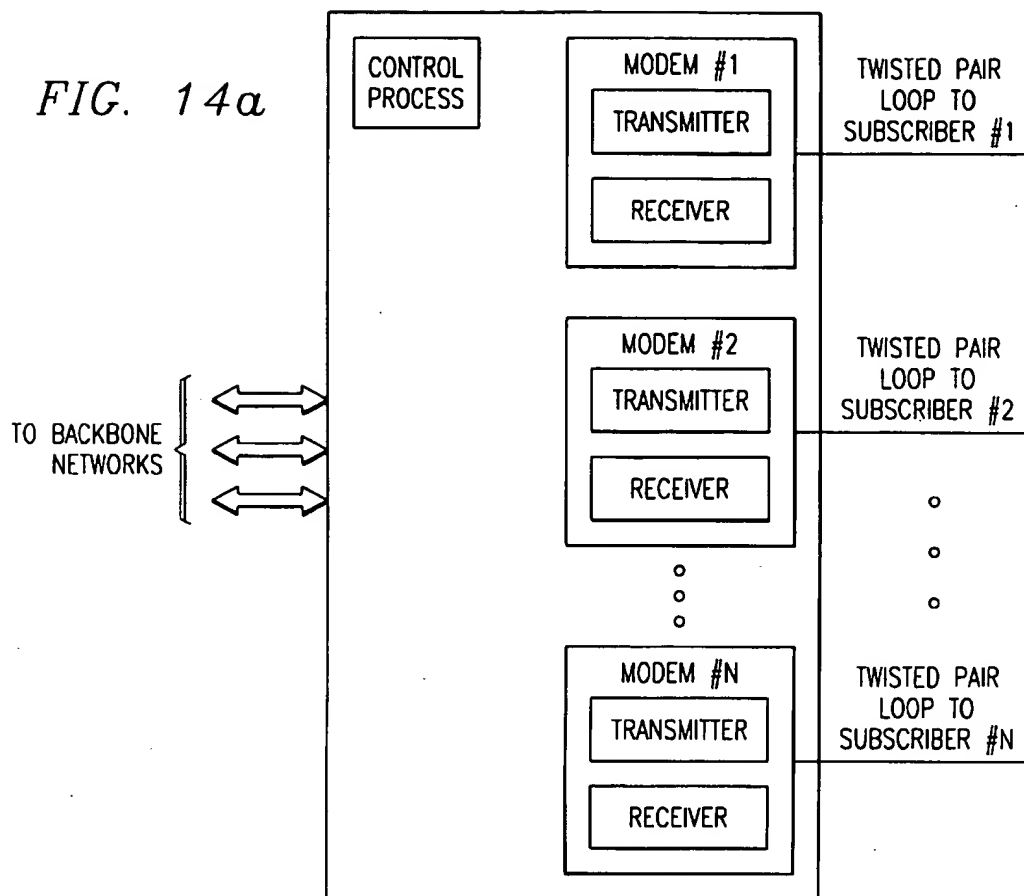 FIG. 14a
CONTROL
PROCESS
MODEM #1
TRANSMITTER
RECEIVER
TWISTED PAIR
LOOP TO
SUBSCRIBER #1
MODEM #2
TRANSMITTER
RECEIVER
TWISTED PAIR
LOOP TO
SUBSCRIBER #2
TO BACKBONE
NETWORKS
MODEM #N
TRANSMITTER
RECEIVER
TWISTED PAIR
LOOP TO
SUBSCRIBER #N